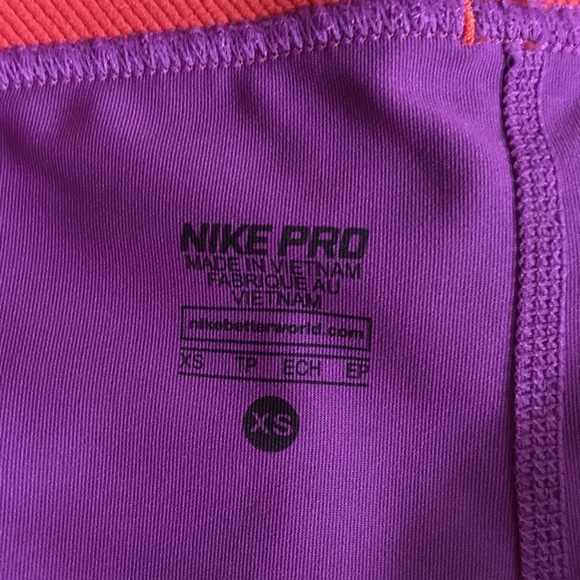 NIKE PRO
MADE IN VIETNAM
FABRIQUE AU
VIETNAM
nikebetterworld.com
XS TP ECH EP
XS